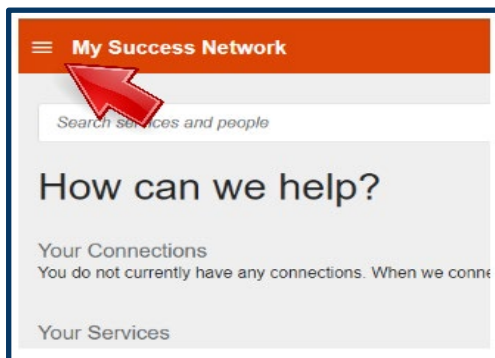 My Success Network
Search services and people
How can we help?
Your Connections
You do not currently have any connections. When we conne
Your Services